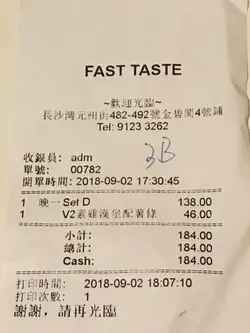 FAST TASTE
~歡迎光臨~
長沙灣元州街482-492號金碧閣4號舖
Tel: 9123 3262
3B
收銀員: adm
單號: 00782
開單時間: 2018-09-02 17:30:45
1 晚一 Set D 138.00
1 V2素雞漢堡配薯條 46.00
小計: 184.00
總計: 184.00
Cash: 184.00
打印時間: 2018-09-02 18:07:10
打印次數: 1
謝謝, 請再光臨